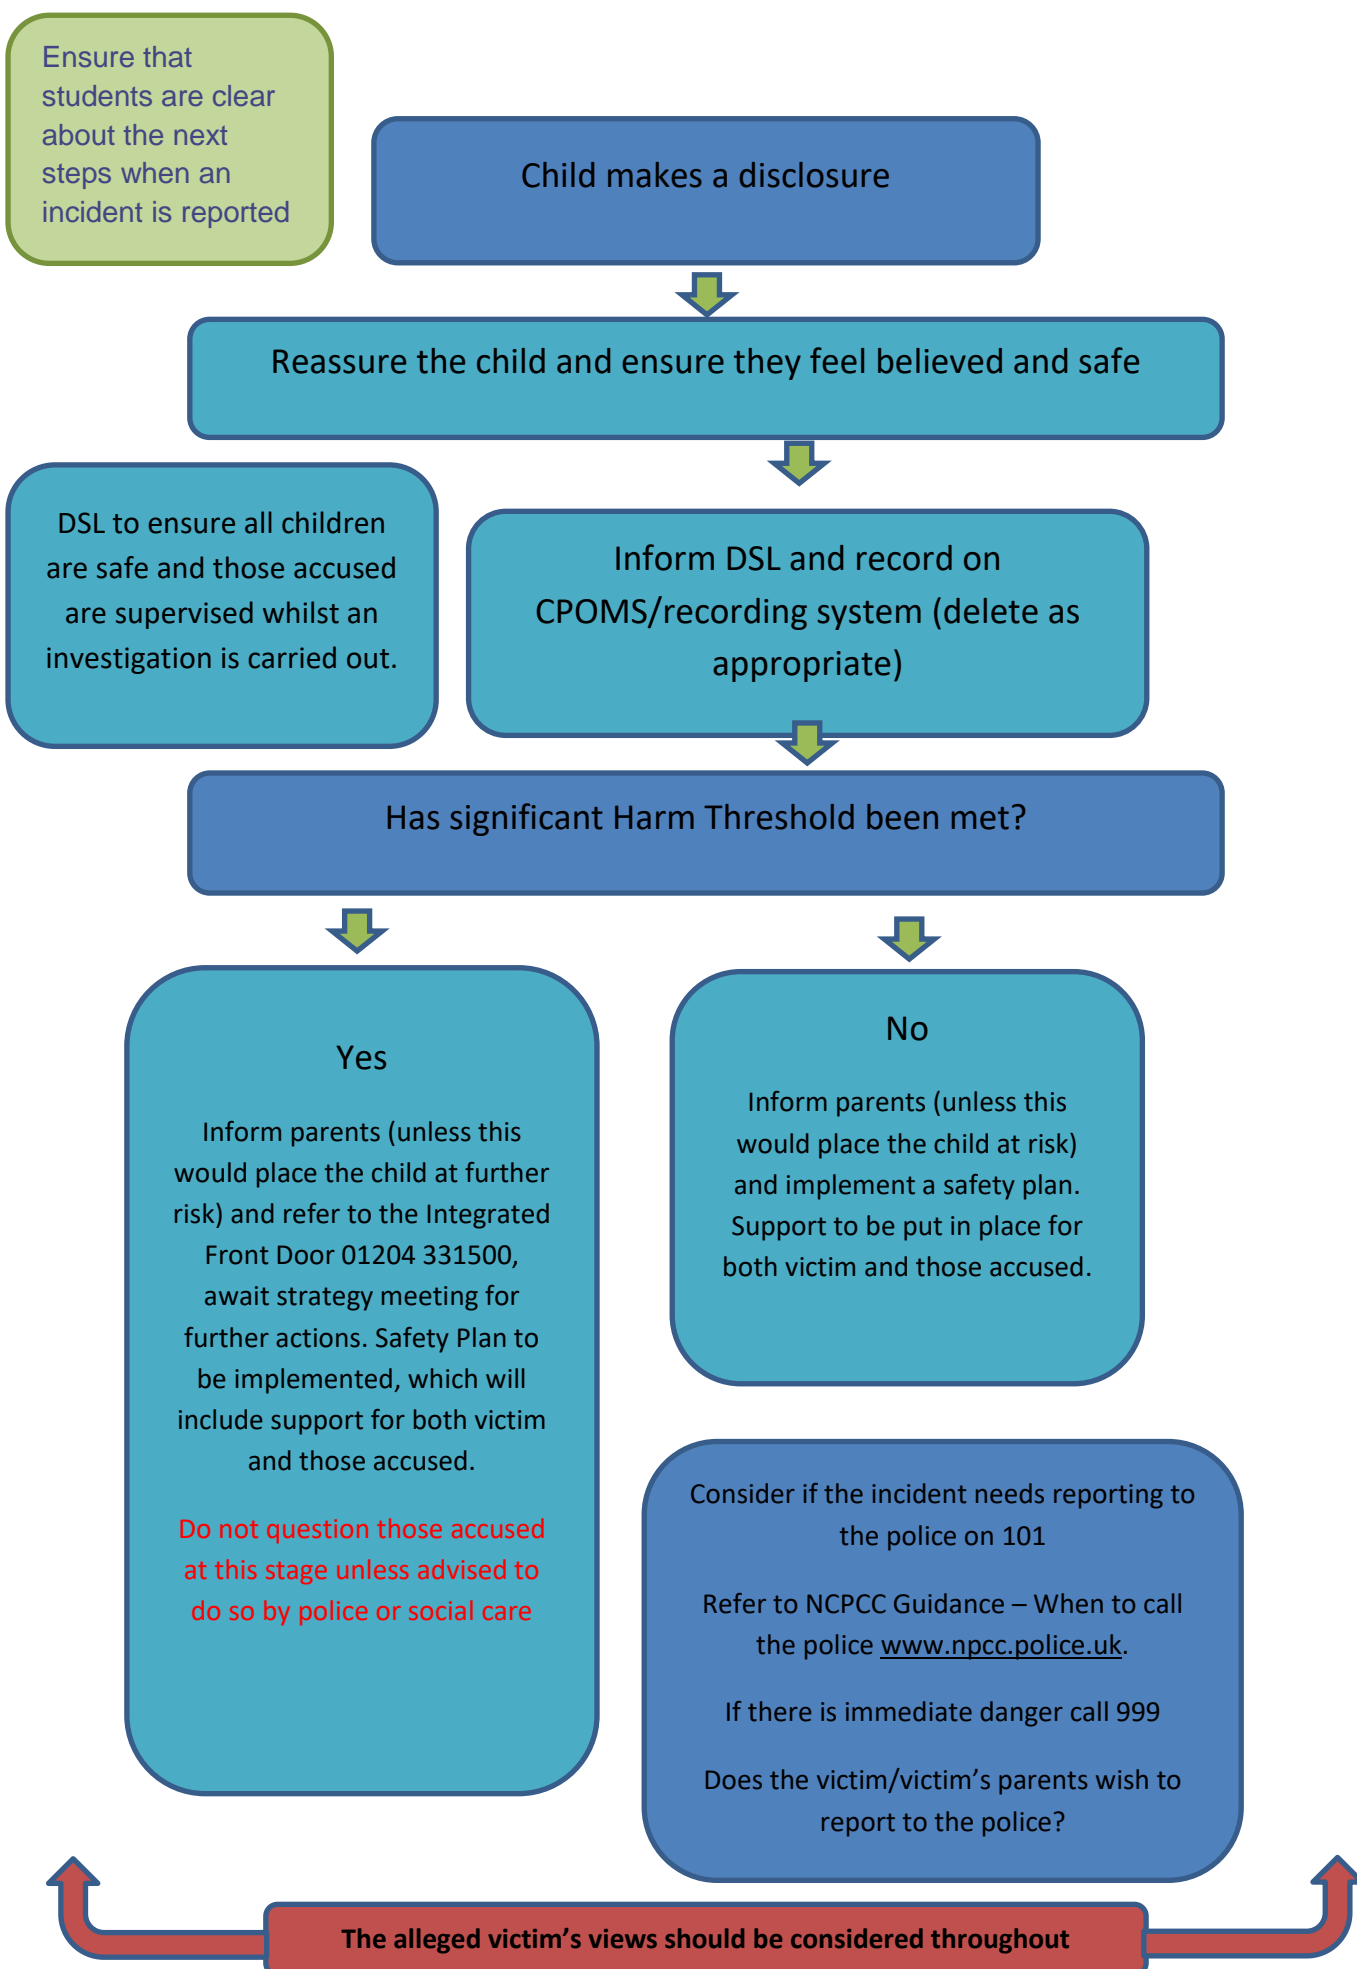 Ensure that
students are clear
about the next
steps when an
incident is reported
Child makes a disclosure
Reassure the child and ensure they feel believed and safe
DSL to ensure all children
are safe and those accused
are supervised whilst an
investigation is carried out.
Inform DSL and record on
CPOMS/recording system (delete as
appropriate)
Has significant Harm Threshold been met?
Yes
Inform parents (unless this
would place the child at further
risk) and refer to the Integrated
Front Door 01204 331500,
await strategy meeting for
further actions. Safety Plan to
be implemented, which will
include support for both victim
and those accused.
Do not question those accused
at this stage unless advised to
do so by police or social care
No
Inform parents (unless this
would place the child at risk)
and implement a safety plan.
Support to be put in place for
both victim and those accused.
Consider if the incident needs reporting to
the police on 101
Refer to NCPCC Guidance – When to call
the police www.npcc.police.uk.
If there is immediate danger call 999
Does the victim/victim’s parents wish to
report to the police?
The alleged victim’s views should be considered throughout